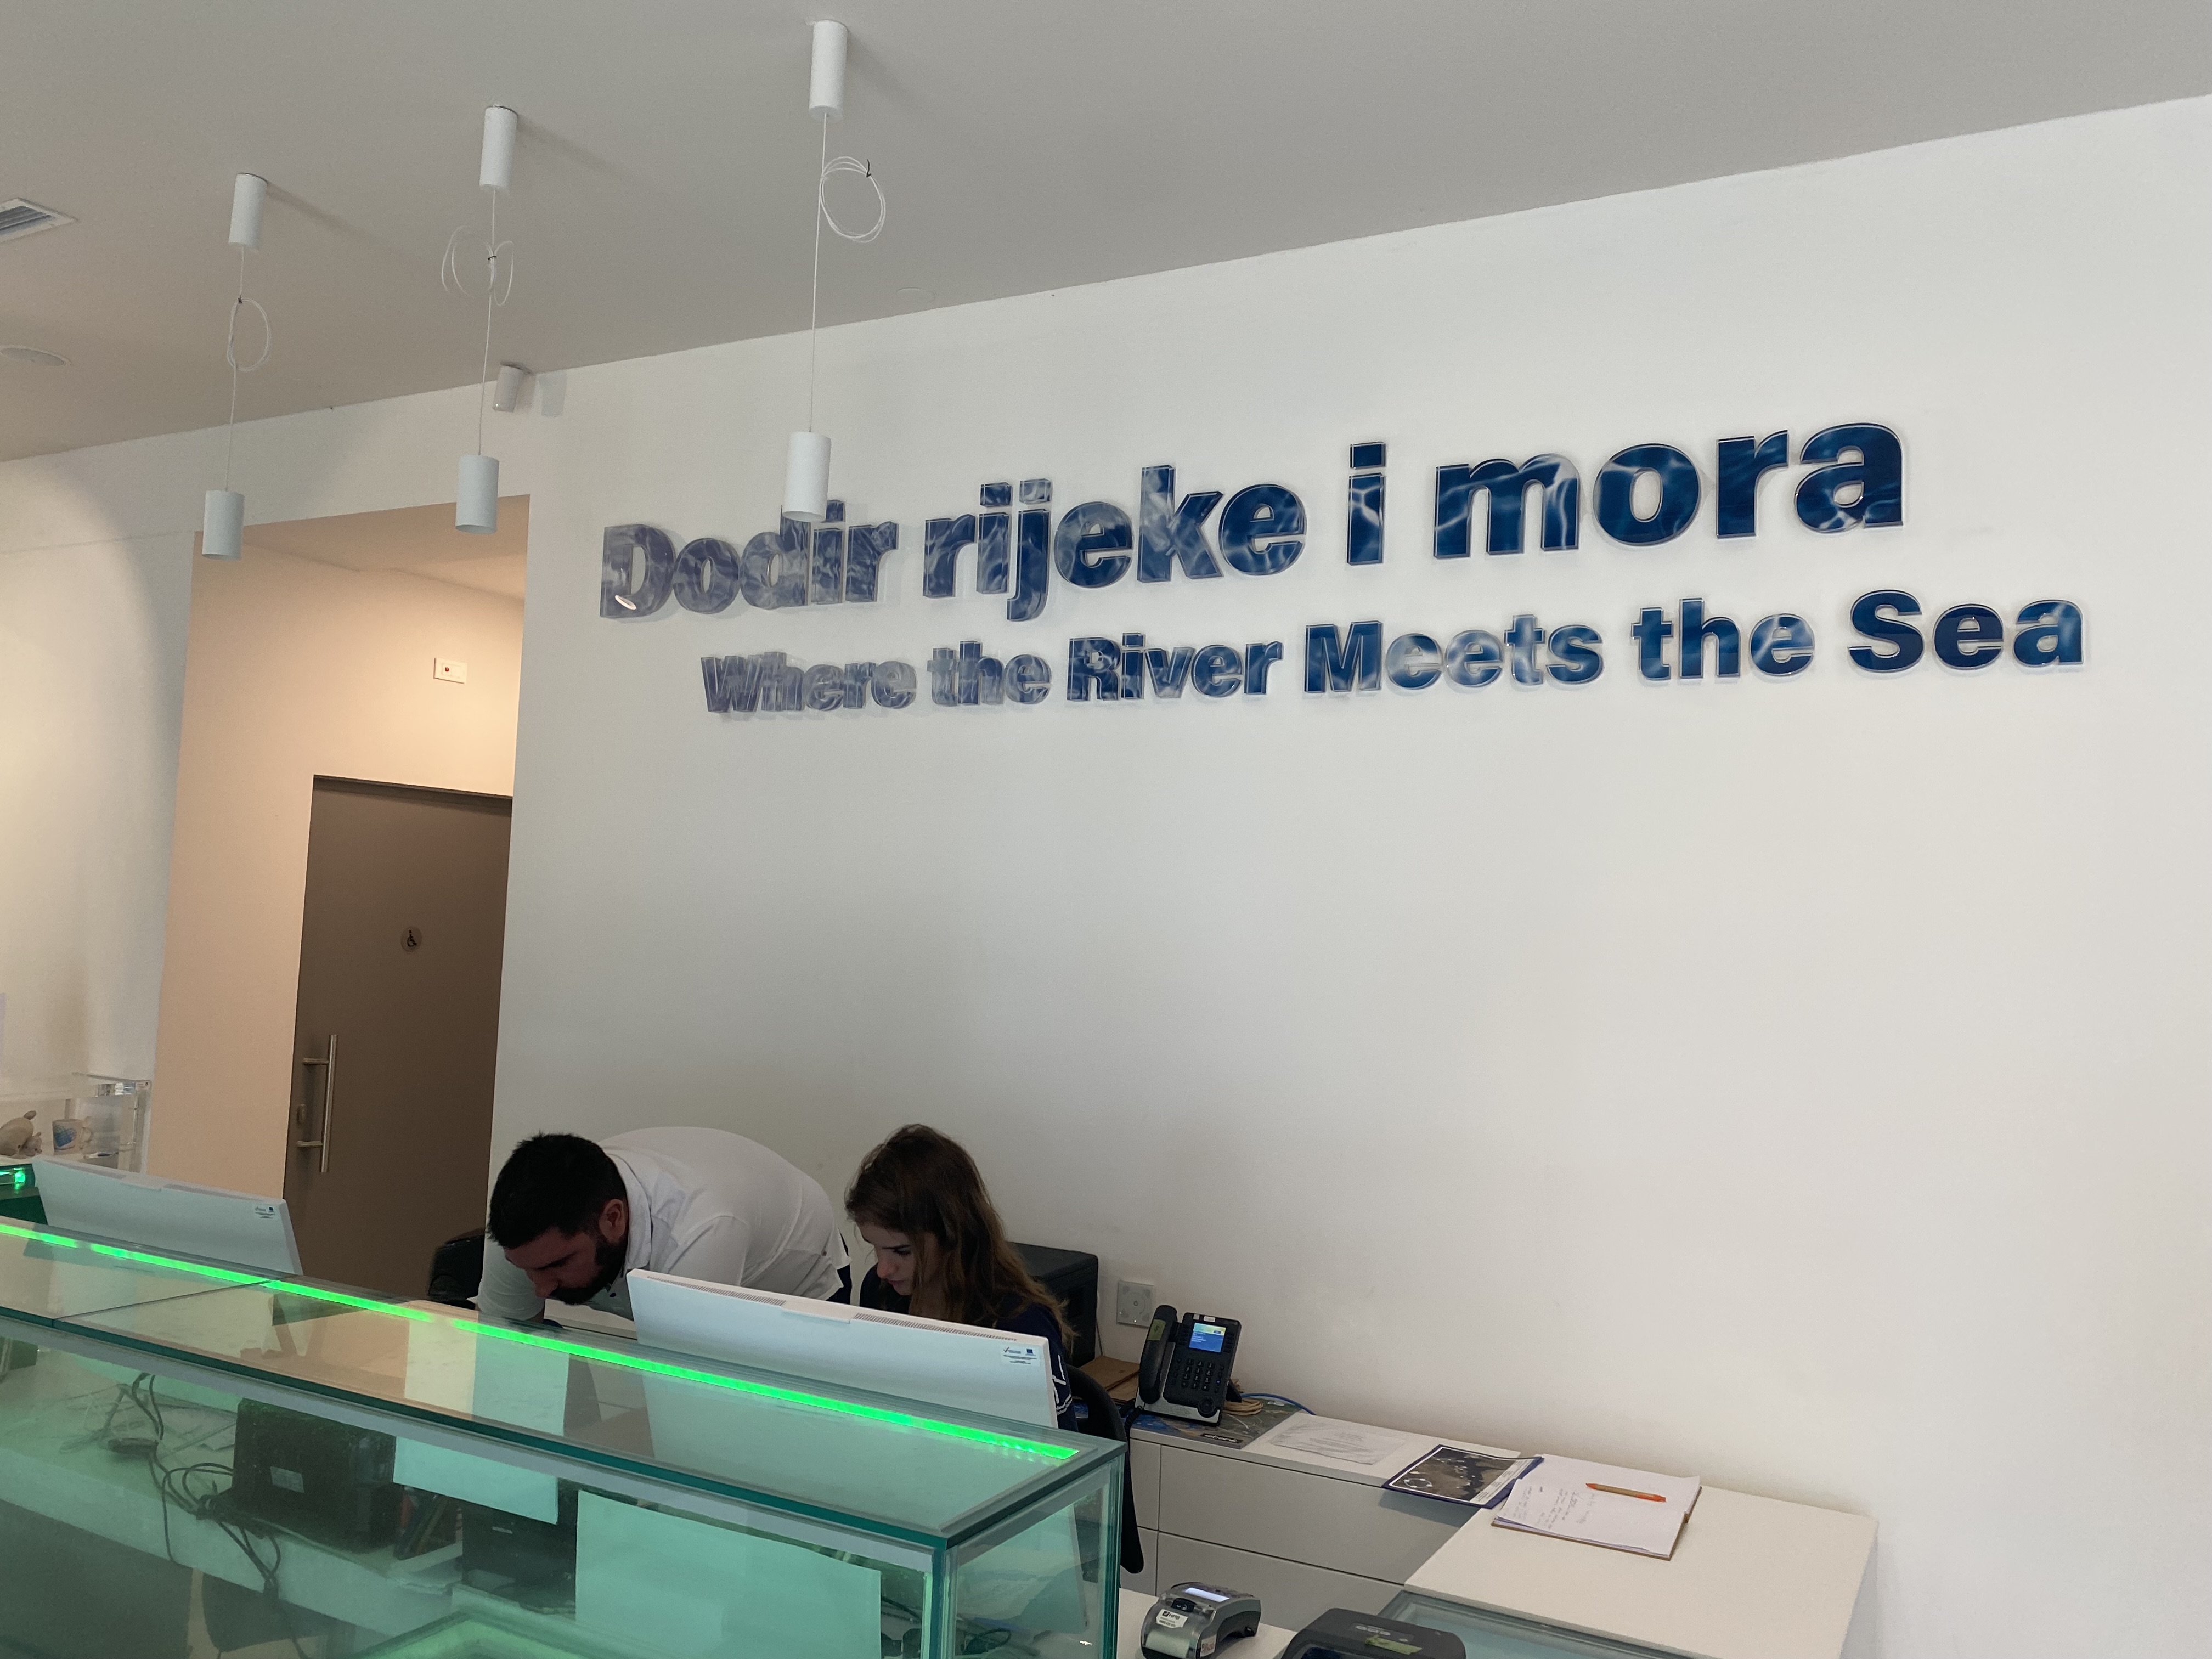 Dodir rijeke i mora
Where the River Meets the Sea